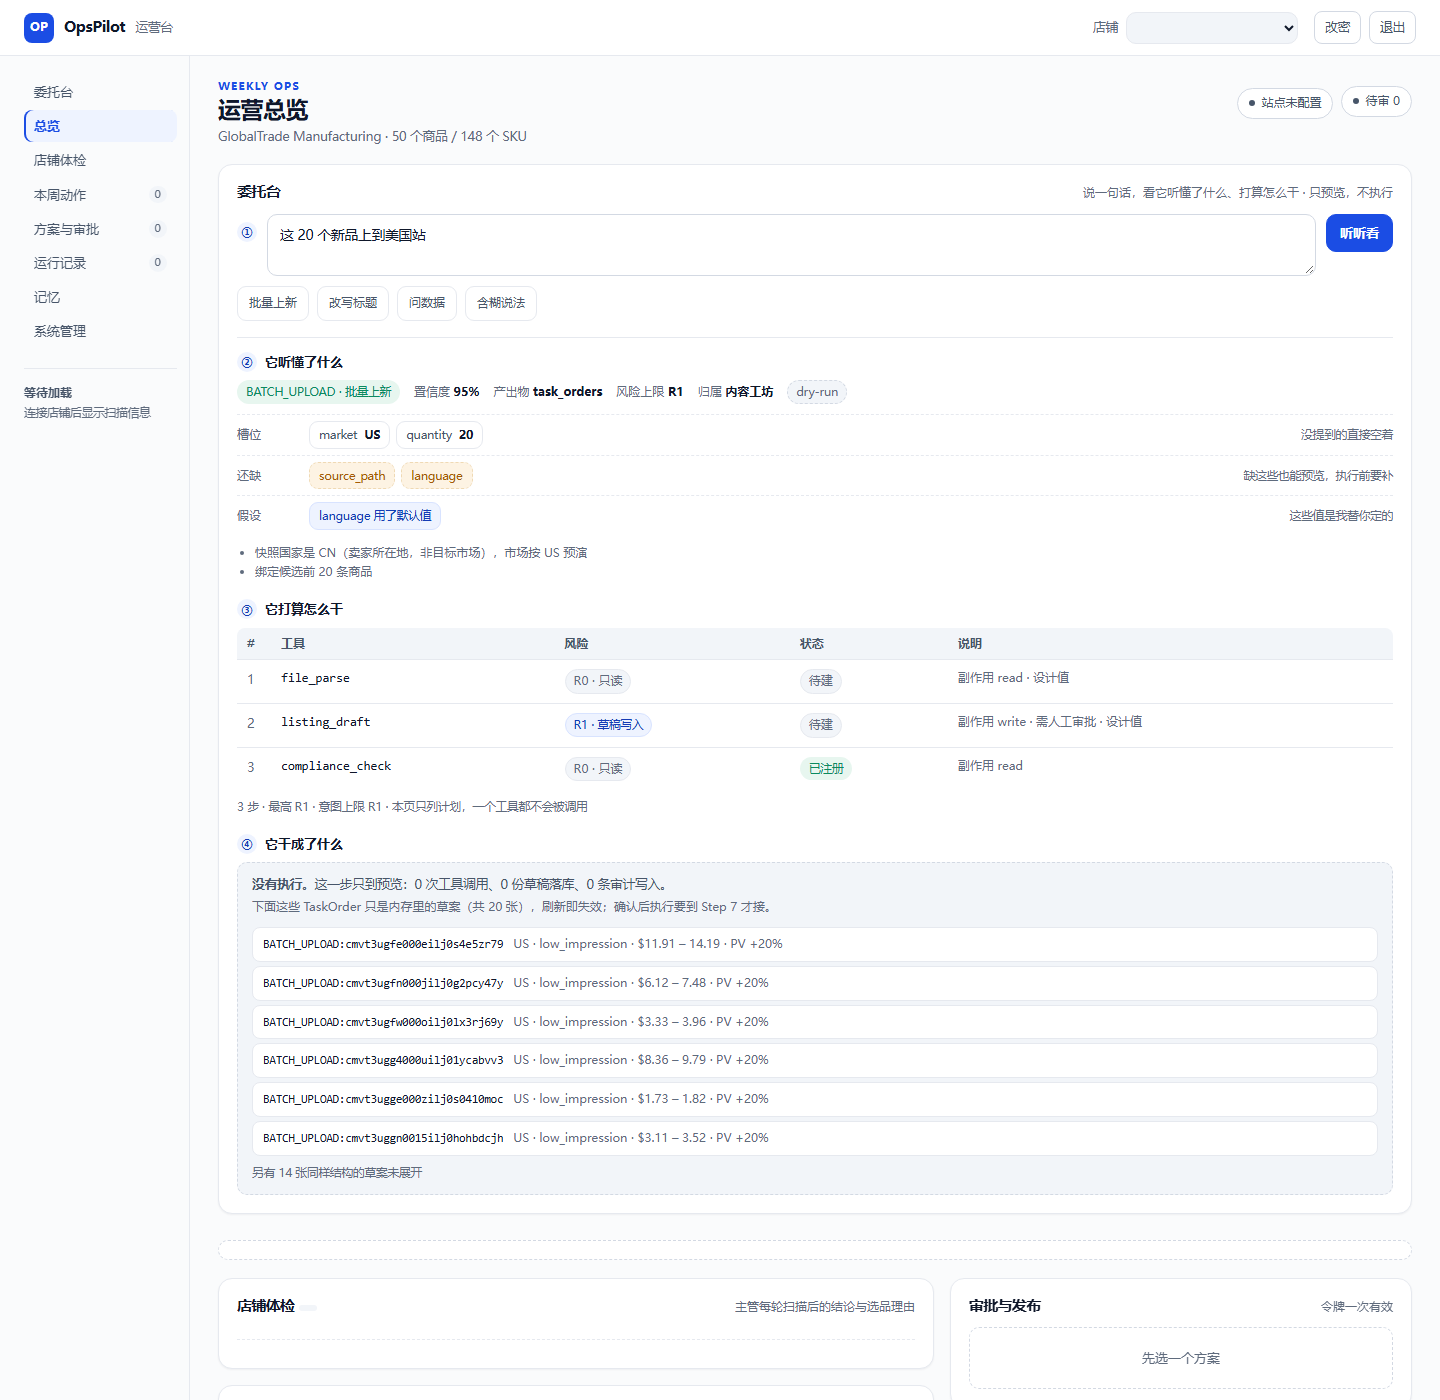 OP OpsPilot 运营台 店铺 改密 退出
委托台
总览
店铺体检
本周动作 0
方案与审批 0
运行记录 0
记忆
系统管理
等待加载
连接店铺后显示扫描信息
WEEKLY OPS
运营总览
GlobalTrade Manufacturing · 50 个商品 / 148 个 SKU
站点未配置 待审 0
委托台 说一句话，看它听懂了什么、打算怎么干 · 只预览，不执行
① 这 20 个新品上到美国站 听听看
批量上新 改写标题 问数据 含糊说法
② 它听懂了什么
BATCH_UPLOAD · 批量上新 置信度 95% 产出物 task_orders 风险上限 R1 归属 内容工坊 dry-run
槽位 market US quantity 20 没提到的直接空着
还缺 source_path language 缺这些也能预览，执行前要补
假设 language 用了默认值 这些值是我替你定的
• 快照国家是 CN（卖家所在地，非目标市场），市场按 US 预演
• 绑定候选前 20 条商品
③ 它打算怎么干
# 工具 风险 状态 说明
1 file_parse R0 · 只读 待建 副作用 read · 设计值
2 listing_draft R1 · 草稿写入 待建 副作用 write · 需人工审批 · 设计值
3 compliance_check R0 · 只读 已注册 副作用 read
3 步 · 最高 R1 · 意图上限 R1 · 本页只列计划，一个工具都不会被调用
④ 它干成了什么
没有执行。这一步只到预览：0 次工具调用、0 份草稿落库、0 条审计写入。
下面这些 TaskOrder 只是内存里的草案（共 20 张），刷新即失效；确认后执行要到 Step 7 才接。
BATCH_UPLOAD:cmvt3ugfe000eilj0s4e5zr79 US · low_impression · $11.91 – 14.19 · PV +20%
BATCH_UPLOAD:cmvt3ugfn000jilj0g2pcy47y US · low_impression · $6.12 – 7.48 · PV +20%
BATCH_UPLOAD:cmvt3ugfw000oilj0lx3rj69y US · low_impression · $3.33 – 3.96 · PV +20%
BATCH_UPLOAD:cmvt3ugg4000uilj01ycabvv3 US · low_impression · $8.36 – 9.79 · PV +20%
BATCH_UPLOAD:cmvt3ugge000zilj0s0410moc US · low_impression · $1.73 – 1.82 · PV +20%
BATCH_UPLOAD:cmvt3uggn0015ilj0hohbdcjh US · low_impression · $3.11 – 3.52 · PV +20%
另有 14 张同样结构的草案未展开
店铺体检 主管每轮扫描后的结论与选品理由
审批与发布 令牌一次有效
先选一个方案